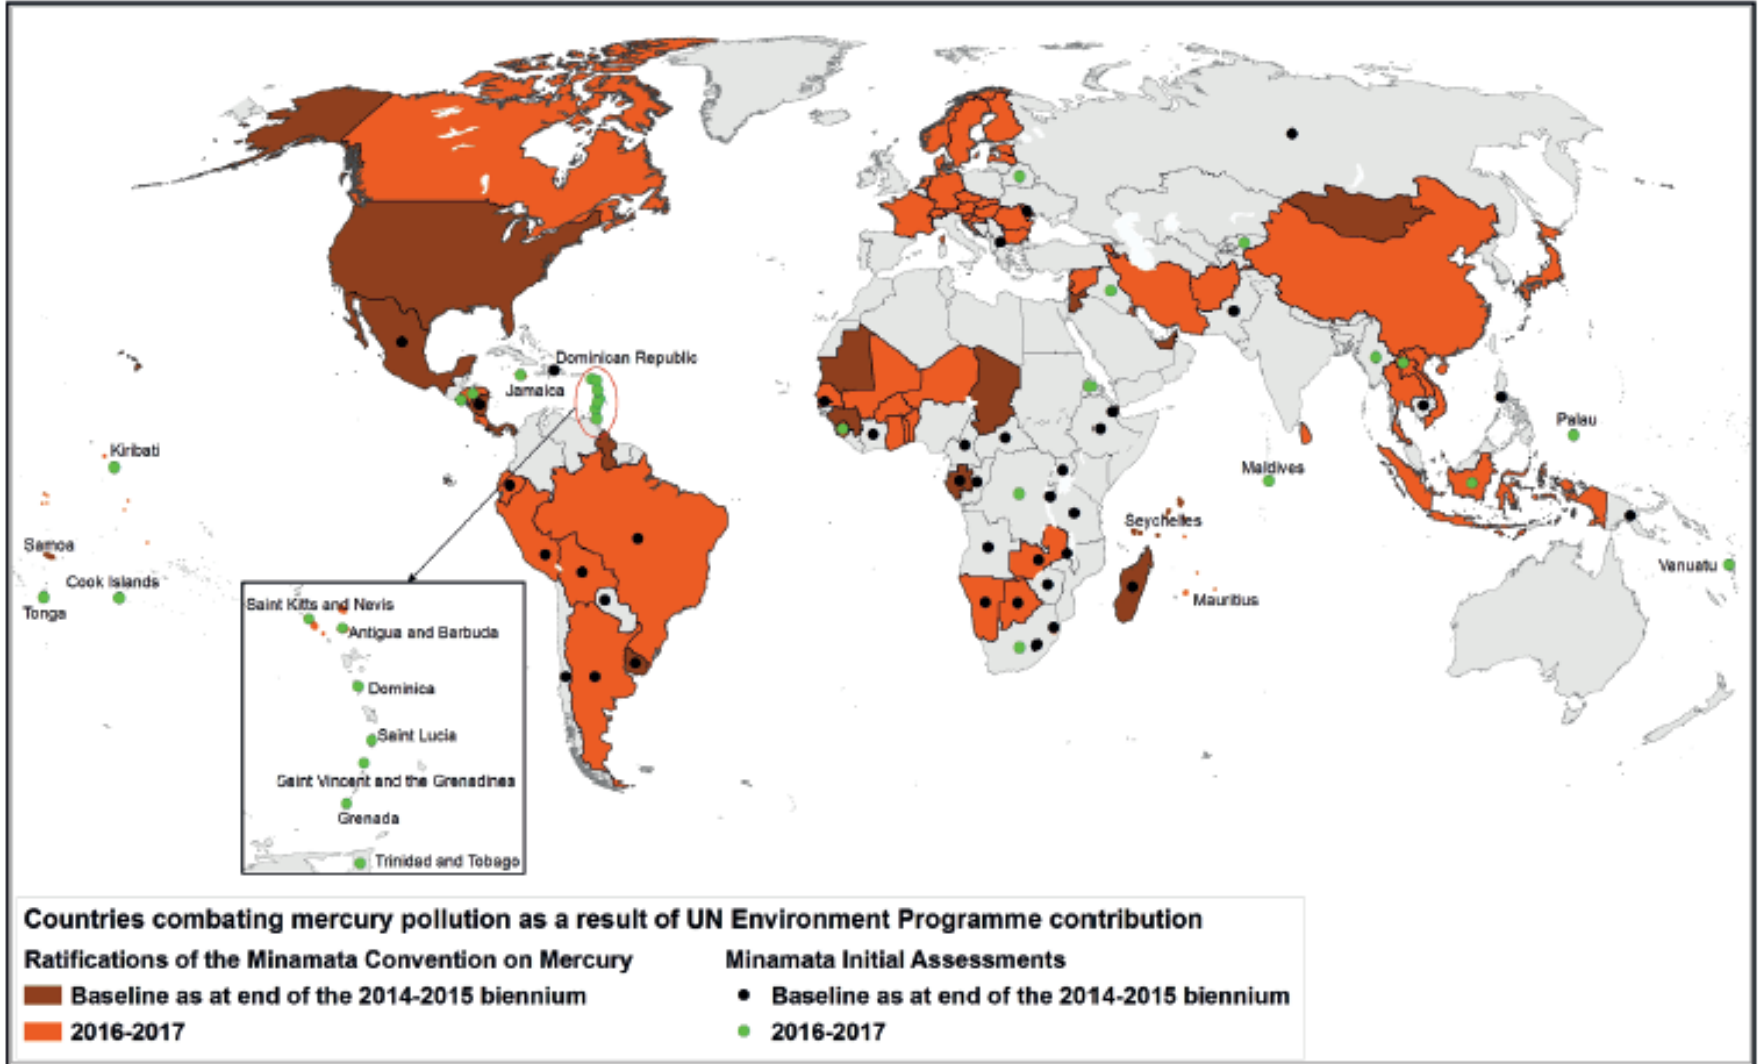 Dominican Republic
Jamaica
Kiribati
Palau
Maldives
Seychelles
Samoa
Vanuatu
Cook Islands
Mauritius
Tonga
Saint Kitts and Nevis
Antigua and Barbuda
Dominica
Saint Lucia
Saint Vincent and the Grenadines
Grenada
Trinidad and Tobago
Countries combating mercury pollution as a result of UN Environment Programme contribution
Ratifications of the Minamata Convention on Mercury
Minamata Initial Assessments
Baseline as at end of the 2014-2015 biennium
Baseline as at end of the 2014-2015 biennium
2016-2017
2016-2017